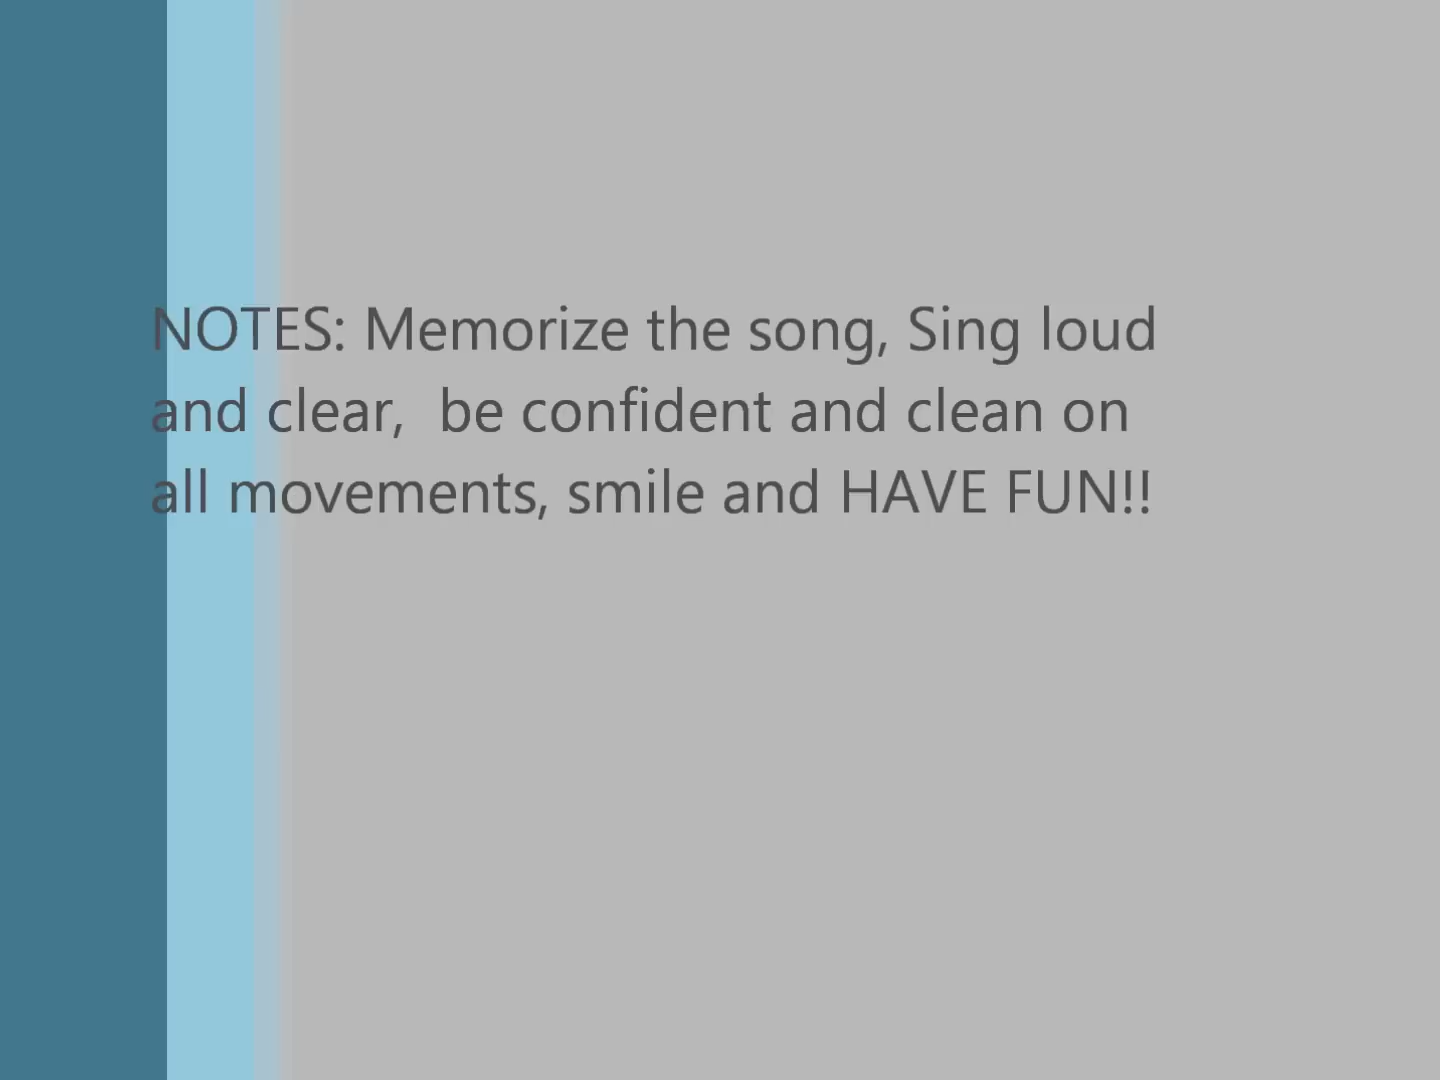 NOTES: Memorize the song, Sing loud
and clear,  be confident and clean on
all movements, smile and HAVE FUN!!